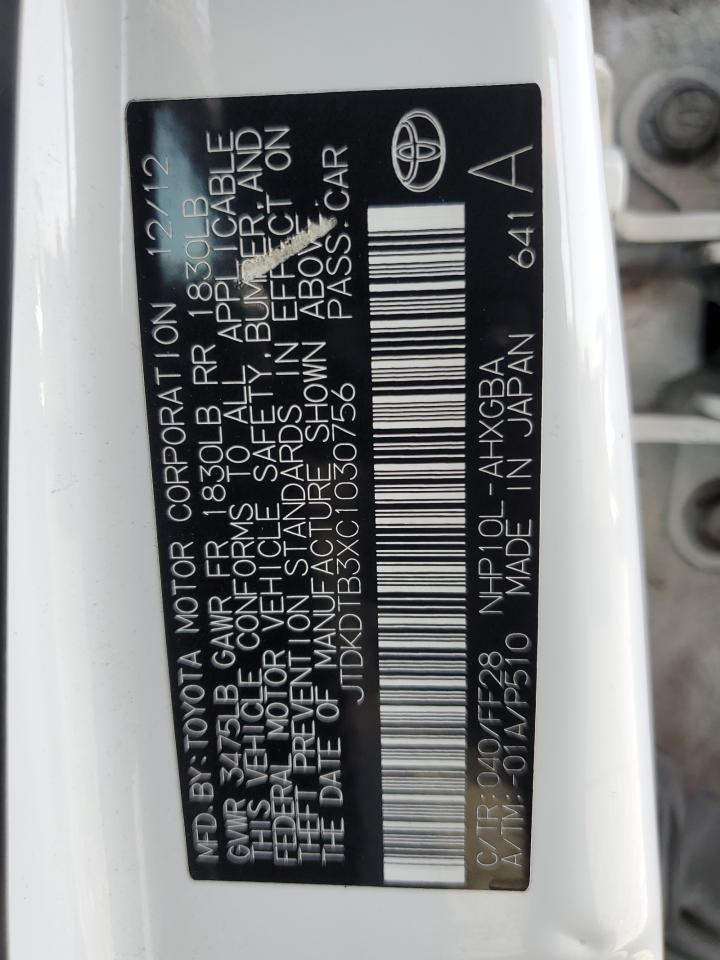 MFD.BY:TOYOTA MOTOR CORPORATION 12/12
GVWR 3475LB GAWR FR 1830LB RR 1830LB
THIS VEHICLE CONFORMS TO ALL APPLICABLE
FEDERAL MOTOR VEHICLE SAFETY, BUMPER, AND
THEFT PREVENTION STANDARDS IN EFFECT ON
THE DATE OF MANUFACTURE SHOWN ABOVE.
JTDKDTB3XC1030756 PASS. CAR
C/TR:040/FF28 NHP10L-AHXGBA 641 A
A/TM:-01A/P510 MADE IN JAPAN